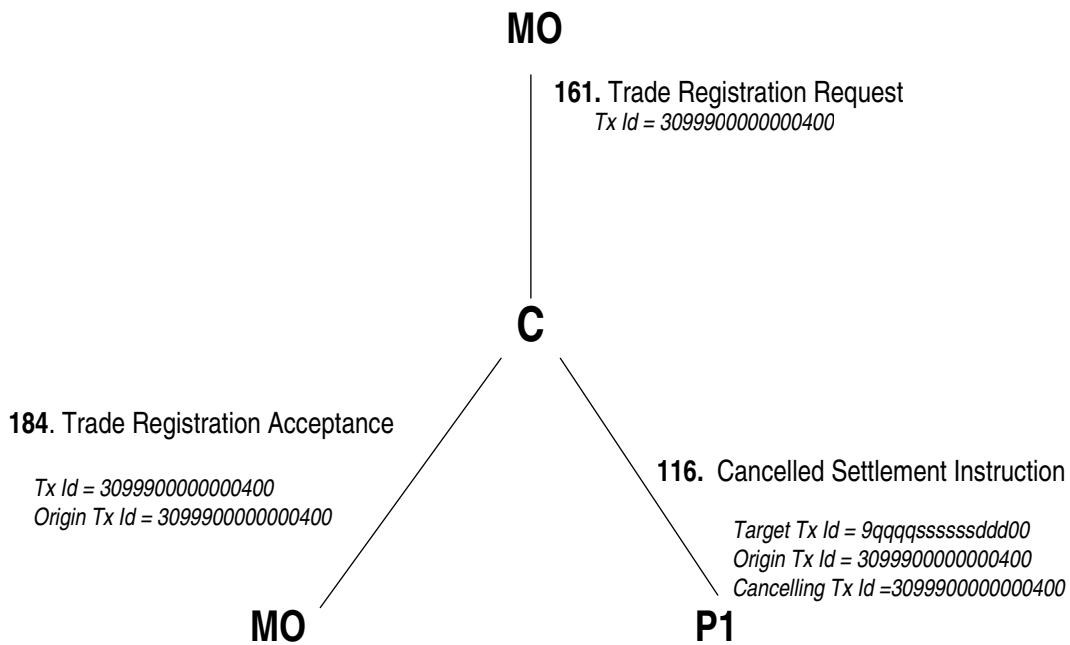 MO
161. Trade Registration Request
Tx Id = 3099900000000400
C
184. Trade Registration Acceptance
Tx Id = 3099900000000400
Origin Tx Id = 3099900000000400
116. Cancelled Settlement Instruction
Target Tx Id = 9qqqqssssssddd00
Origin Tx Id = 3099900000000400
Cancelling Tx Id =3099900000000400
MO
P1